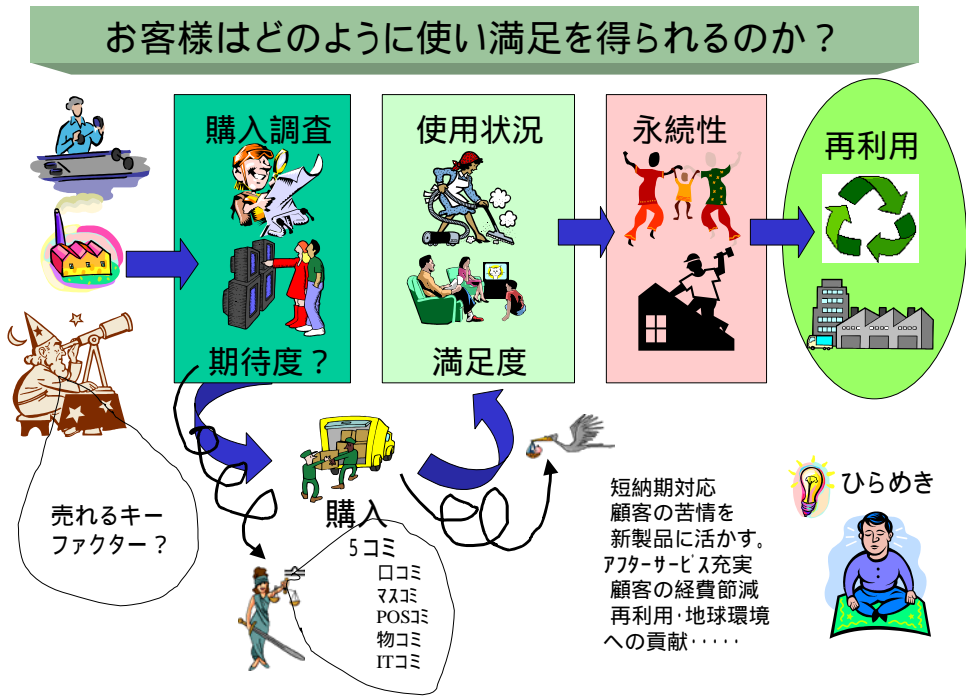 お客様はどのように使い満足を得られるのか？
購入調査
期待度？
使用状況
満足度
永続性
再利用
売れるキー
ファクター？
購入
5コミ
口コミ
マスコミ
POSコミ
物コミ
ITコミ
短納期対応
顧客の苦情を
新製品に活かす。
アフターサービス充実
顧客の経費節減
再利用・地球環境
への貢献・・・・・
ひらめき